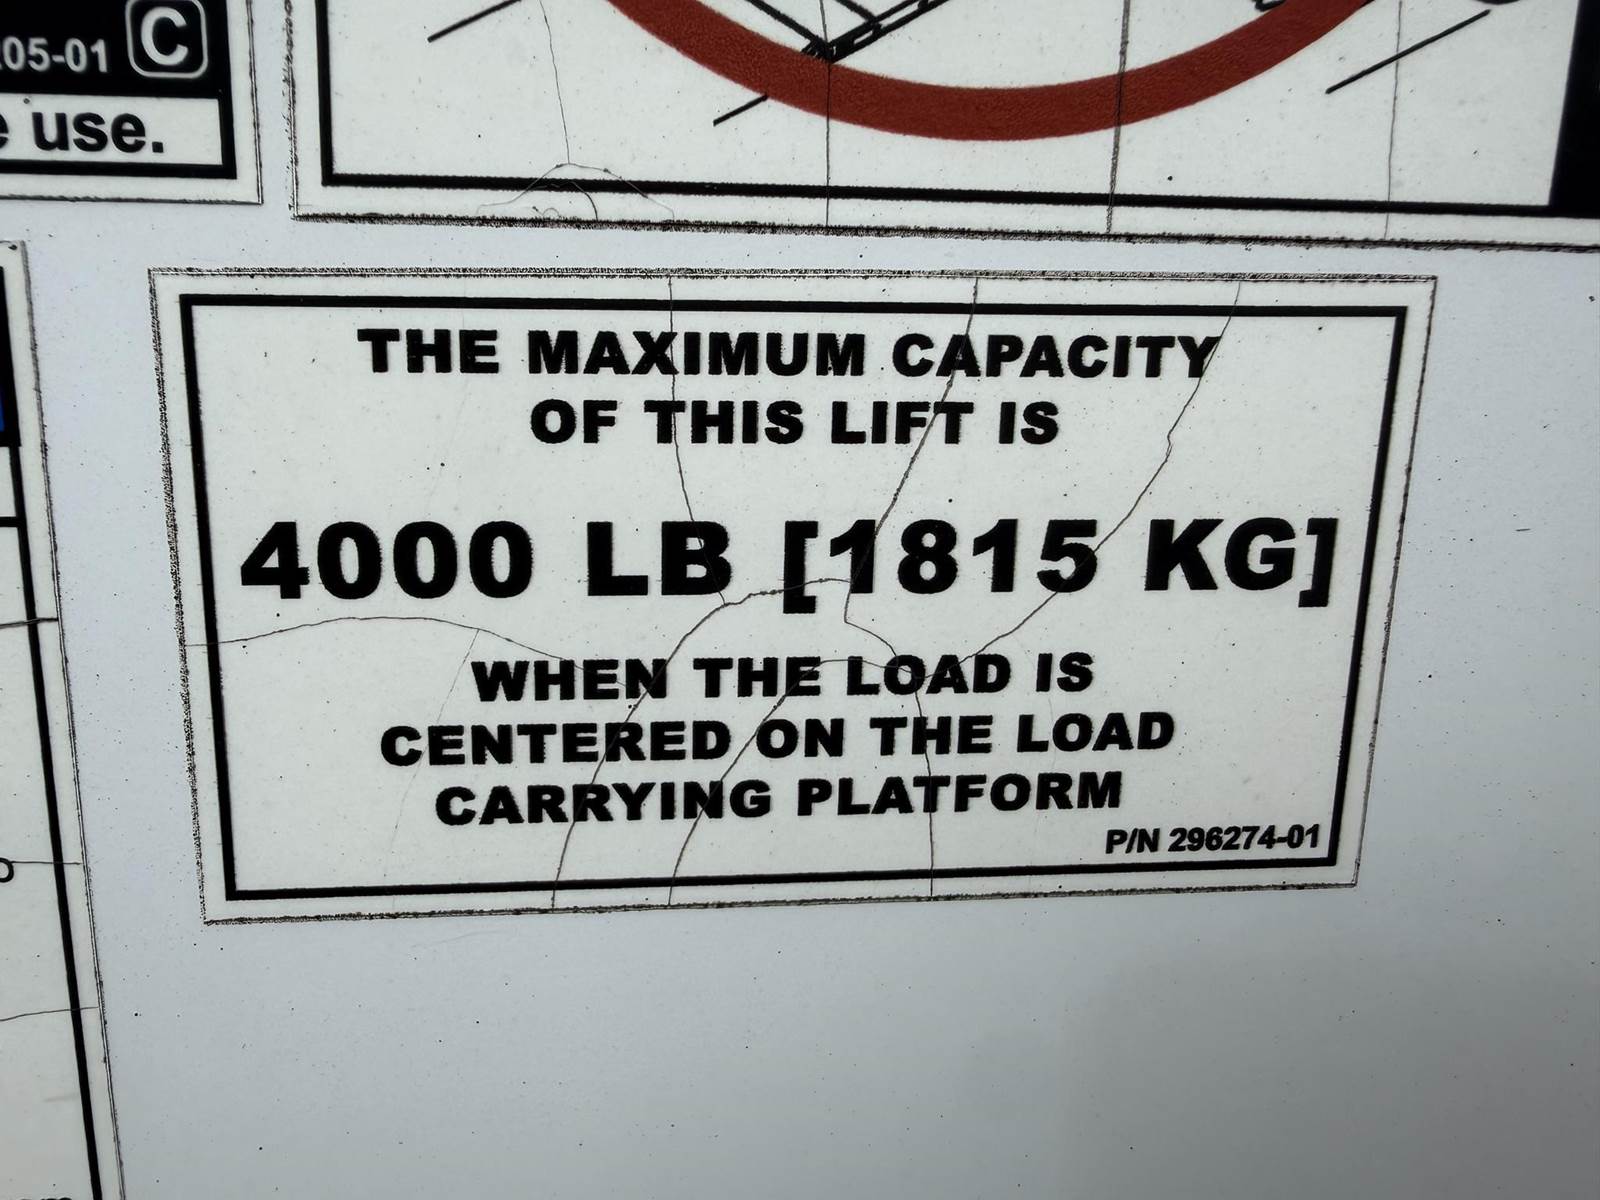 05-01 C
use.
THE MAXIMUM CAPACITY
OF THIS LIFT IS
4000 LB [1815 KG]
WHEN THE LOAD IS
CENTERED ON THE LOAD
CARRYING PLATFORM
P/N 296274-01